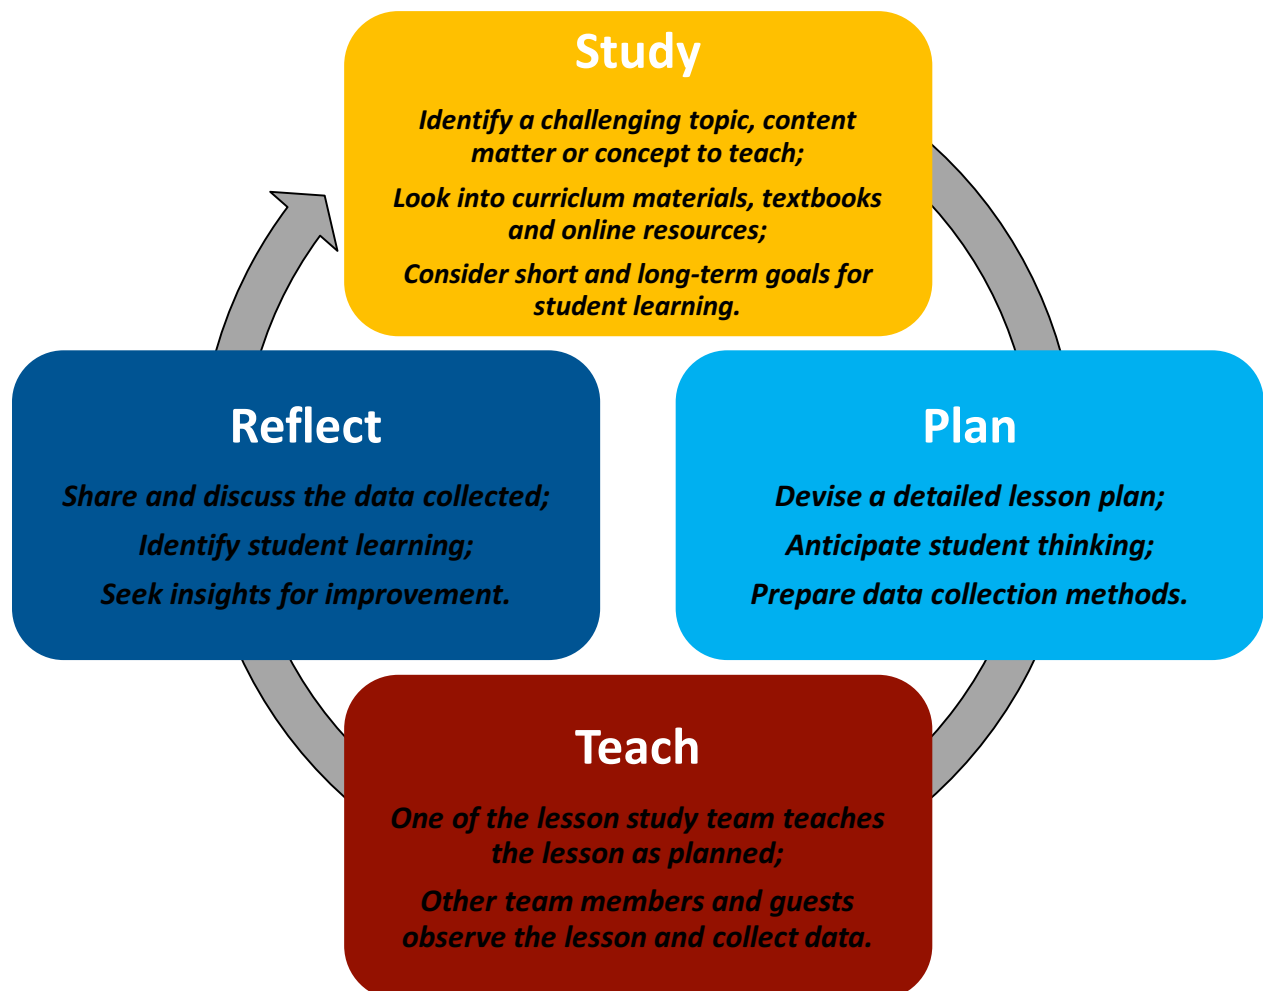 Study
Identify a challenging topic, content
matter or concept to teach;
Look into curriclum materials, textbooks
and online resources;
Consider short and long-term goals for
student learning.
Plan
Devise a detailed lesson plan;
Anticipate student thinking;
Prepare data collection methods.
Teach
One of the lesson study team teaches
the lesson as planned;
Other team members and guests
observe the lesson and collect data.
Reflect
Share and discuss the data collected;
Identify student learning;
Seek insights for improvement.